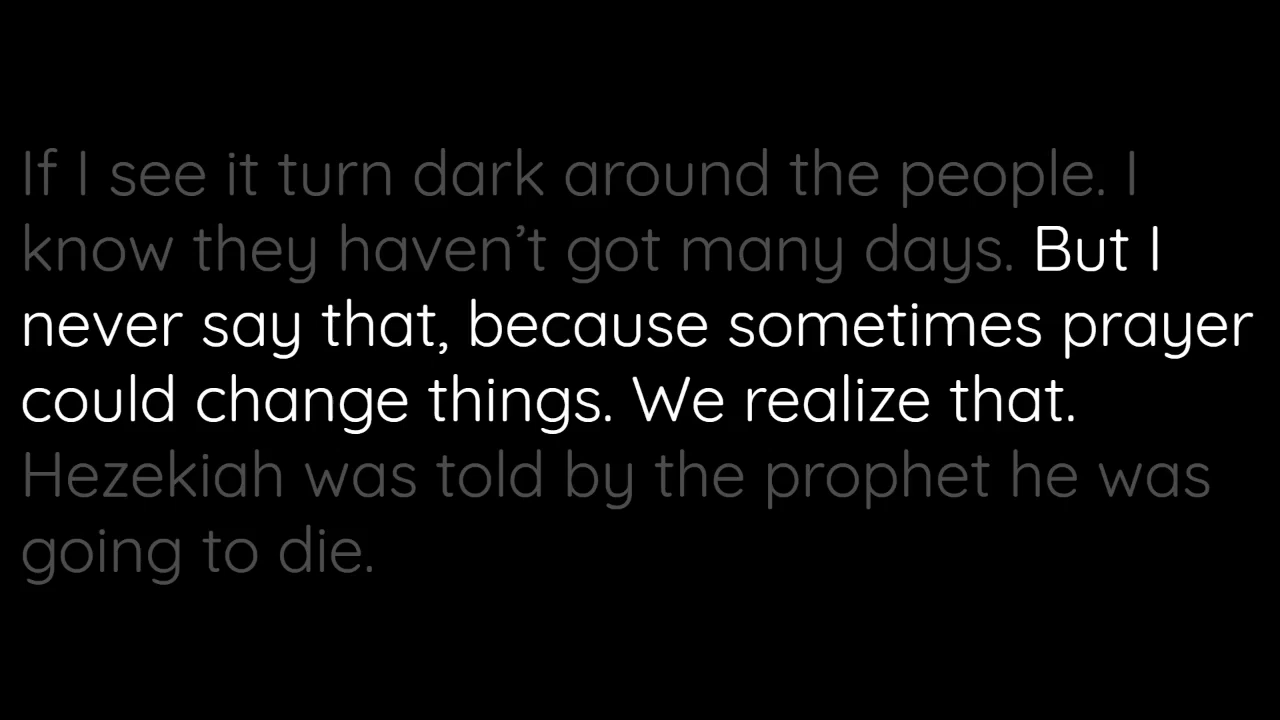 If I see it turn dark around the people. I
know they haven’t got many days. But I
never say that, because sometimes prayer
could change things. We realize that.
Hezekiah was told by the prophet he was
going to die.